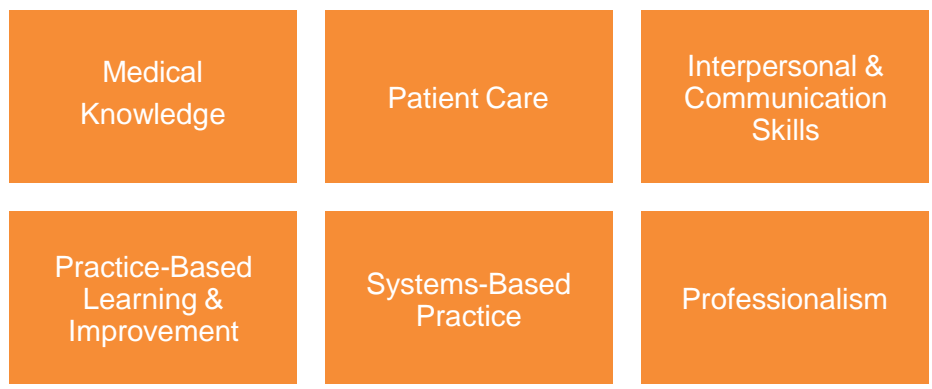 Medical
Knowledge
Patient Care
Interpersonal &
Communication
Skills
Practice-Based
Learning &
Improvement
Systems-Based
Practice
Professionalism